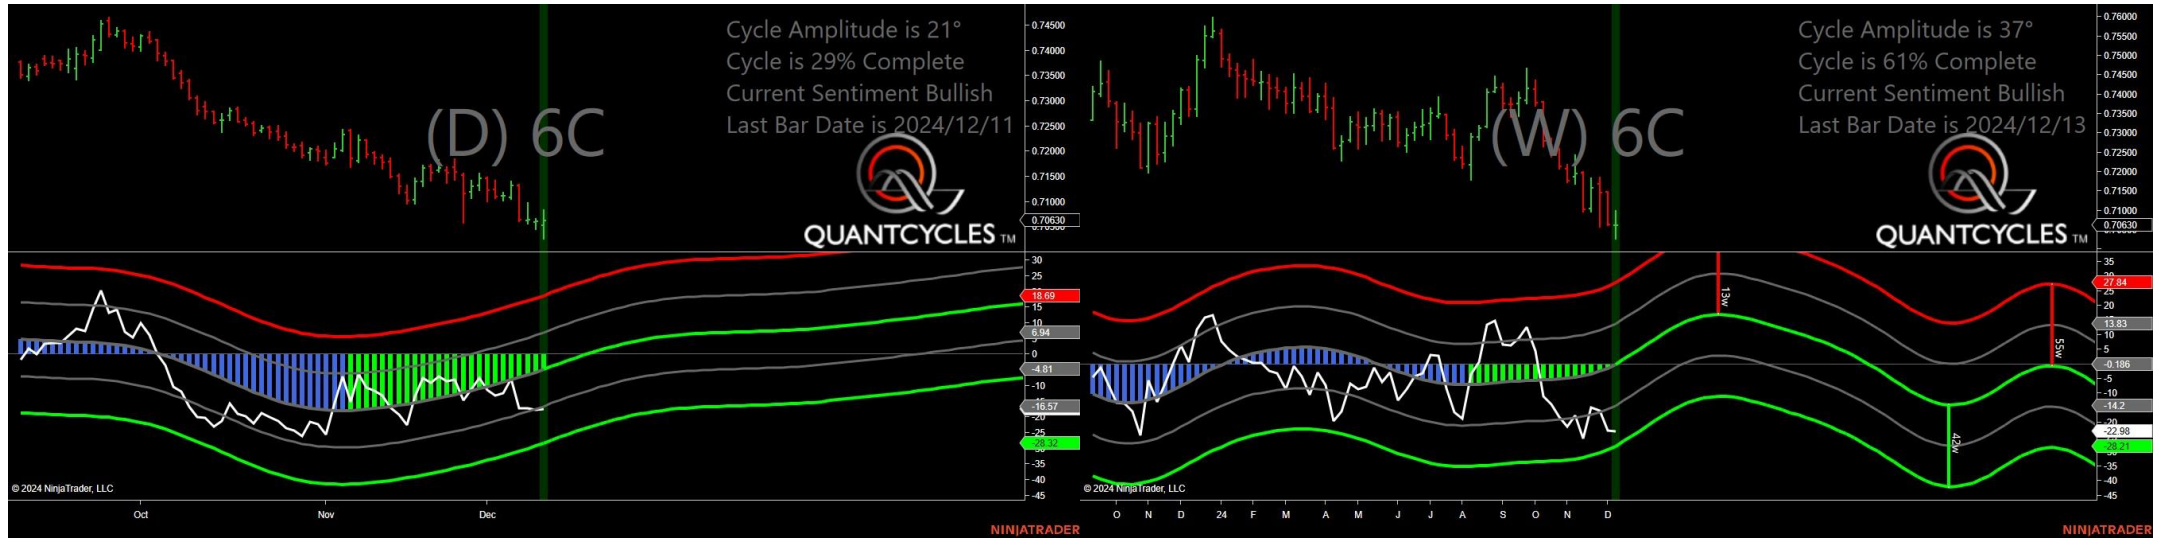 Cycle Amplitude is 21°
Cycle is 29% Complete
Current Sentiment Bullish
Last Bar Date is 2024/12/11
(D) 6C
QUANTCYCLES TM
0.74500
0.74000
0.73500
0.73000
0.72500
0.72000
0.71500
0.71000
0.70630
30
25
18.69
15
10
6.94
5
0
-4.81
-10
-16.57
-20
-25
-28.32
-35
-40
-45
© 2024 NinjaTrader, LLC
Oct Nov Dec
NINJATRADER
Cycle Amplitude is 37°
Cycle is 61% Complete
Current Sentiment Bullish
Last Bar Date is 2024/12/13
(W) 6C
QUANTCYCLES TM
0.76000
0.75500
0.75000
0.74500
0.74000
0.73500
0.73000
0.72500
0.72000
0.71500
0.71000
0.70630
13w
55w
42w
35
27.84
25
20
13.83
10
5
-0.186
-5
-10
-14.2
-22.98
-28.21
-35
-40
-45
© 2024 NinjaTrader, LLC
O N D 24 F M A M J J A S O N D
NINJATRADER